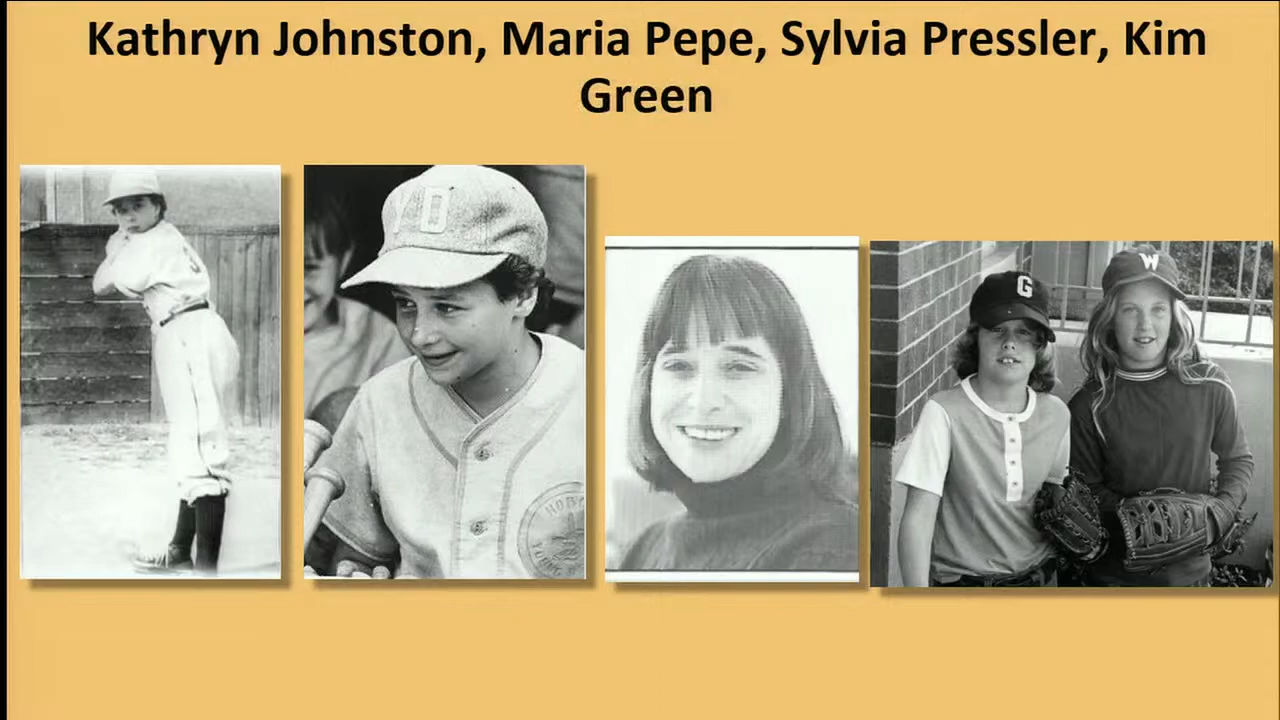 Kathryn Johnston, Maria Pepe, Sylvia Pressler, Kim
Green
G
W